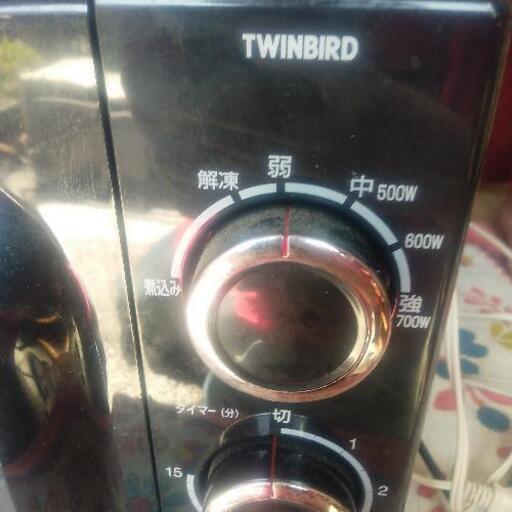 TWINBIRD
弱
解凍
中 500W
600W
煮込み
強
700W
タイマー(分)
切
1
15
2